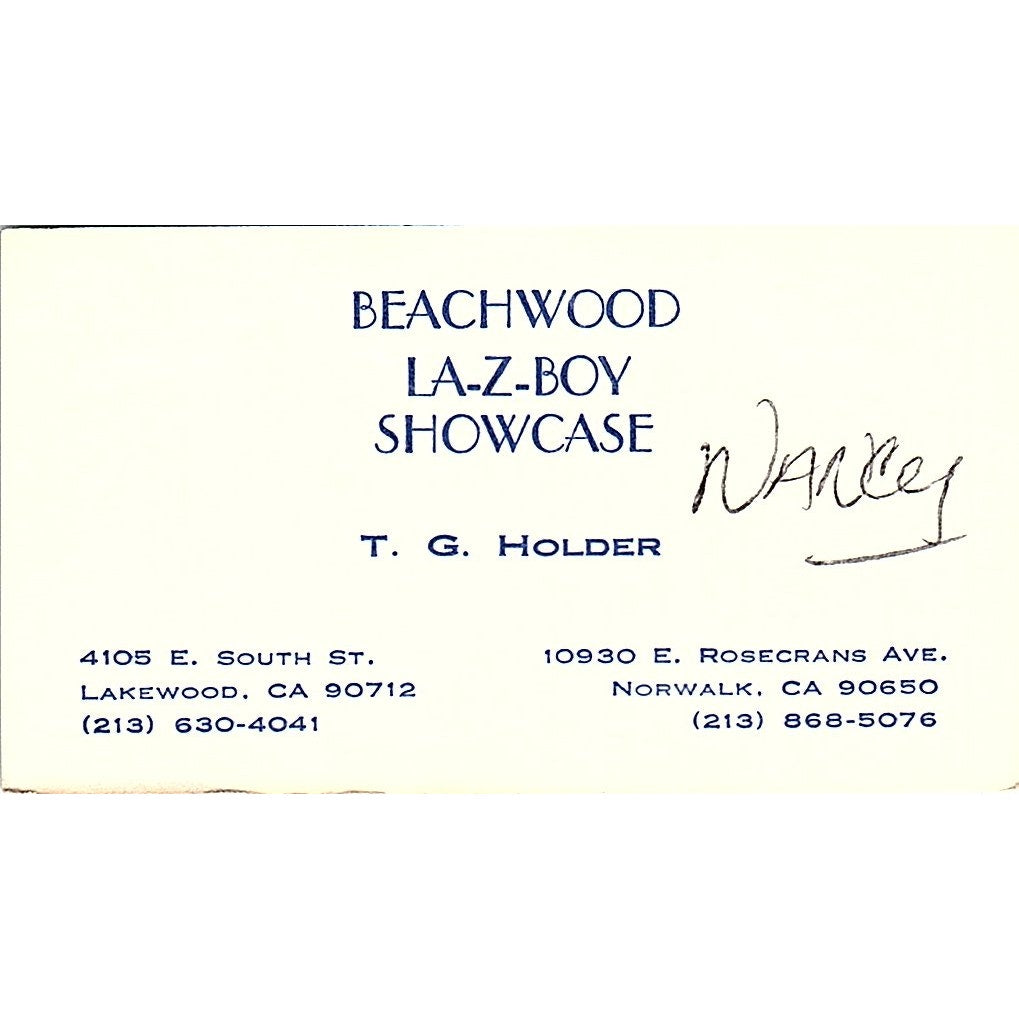 BEACHWOOD
LA-Z-BOY
SHOWCASE
Nancy
T. G. HOLDER
4105 E. SOUTH ST.
LAKEWOOD, CA 90712
(213) 630-4041
10930 E. ROSECRANS AVE.
NORWALK, CA 90650
(213) 868-5076